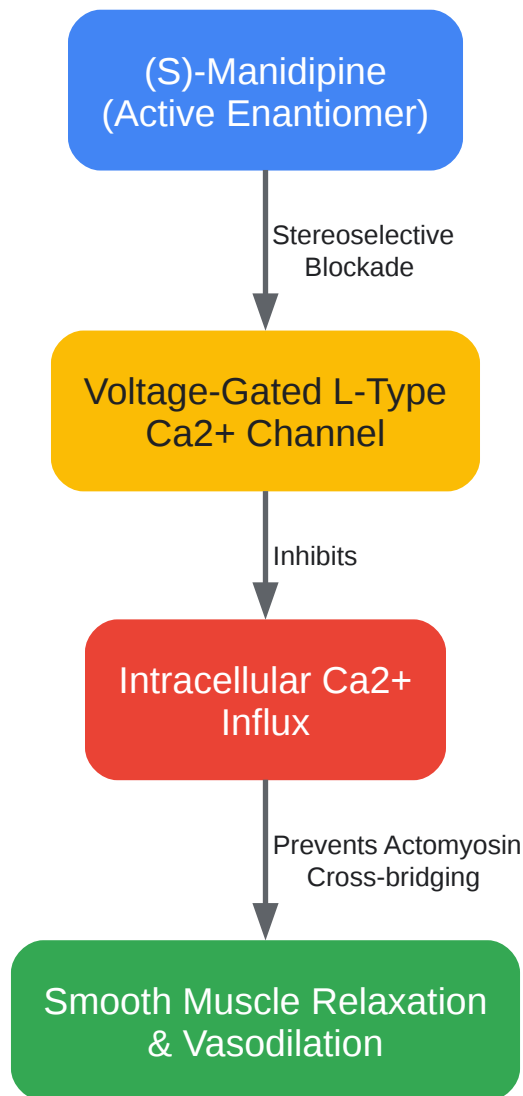 (S)-Manidipine
(Active Enantiomer)
Stereoselective
Blockade
Voltage-Gated L-Type
Ca2+ Channel
Inhibits
Intracellular Ca2+
Influx
Prevents Actomyosin
Cross-bridging
Smooth Muscle Relaxation
& Vasodilation